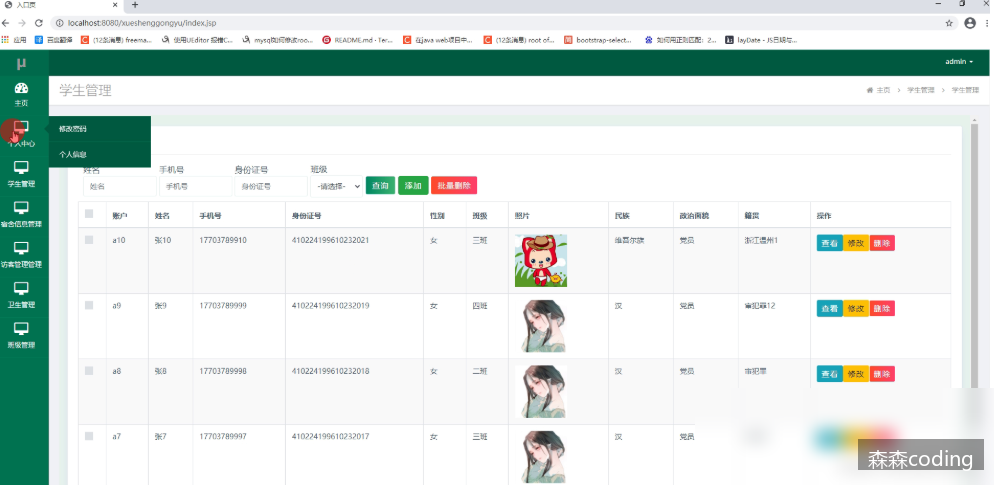 入口页
localhost:8080/xueshenggongyu/index.jsp
应用 百度翻译 (12条消息) freema... 使用UEditor 报错C... mysql如何修改roo... README.md · Ter... 在java web项目中... (12条消息) root of... bootstrap-select... 如何用正则匹配：2... layDate - JS日期与...
μ admin
学生管理 主页 > 学生管理 > 学生管理
主页
个人中心
修改密码
个人信息
学生管理
宿舍信息管理
访客管理管理
卫生管理
班级管理
姓名 手机号 身份证号 班级
姓名 手机号 身份证号 -请选择- 查询 添加 批量删除
账户 姓名 手机号 身份证号 性别 班级 照片 民族 政治面貌 籍贯 操作
a10 张10 17703789910 410224199610232021 女 三班 维吾尔族 党员 浙江温州1 查看 修改 删除
a9 张9 17703789999 410224199610232019 女 四班 汉 党员 审犯罪12 查看 修改 删除
a8 张8 17703789998 410224199610232018 女 二班 汉 党员 审犯罪 查看 修改 删除
a7 张7 17703789997 410224199610232017 女 三班 汉 党员
森森coding